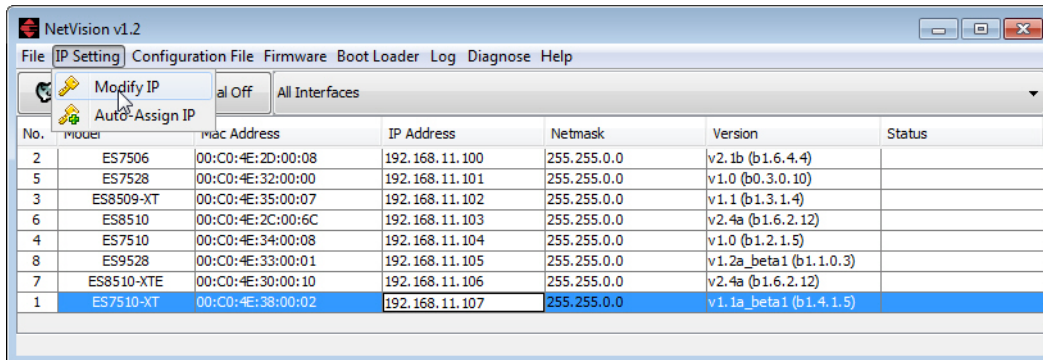 NetVision v1.2
File IP Setting Configuration File Firmware Boot Loader Log Diagnose Help
Modify IP
al Off All Interfaces
Auto-Assign IP
No. Model Mac Address IP Address Netmask Version Status
2 ES7506 00:C0:4E:2D:00:08 192.168.11.100 255.255.0.0 v2.1b (b1.6.4.4)
5 ES7528 00:C0:4E:32:00:00 192.168.11.101 255.255.0.0 v1.0 (b0.3.0.10)
3 ES8509-XT 00:C0:4E:35:00:07 192.168.11.102 255.255.0.0 v1.1 (b1.3.1.4)
6 ES8510 00:C0:4E:2C:00:6C 192.168.11.103 255.255.0.0 v2.4a (b1.6.2.12)
4 ES7510 00:C0:4E:34:00:08 192.168.11.104 255.255.0.0 v1.0 (b1.2.1.5)
8 ES9528 00:C0:4E:33:00:01 192.168.11.105 255.255.0.0 v1.2a_beta1 (b1.1.0.3)
7 ES8510-XTE 00:C0:4E:30:00:10 192.168.11.106 255.255.0.0 v2.4a (b1.6.2.12)
1 ES7510-XT 00:C0:4E:38:00:02 192.168.11.107 255.255.0.0 v1.1a_beta1 (b1.4.1.5)